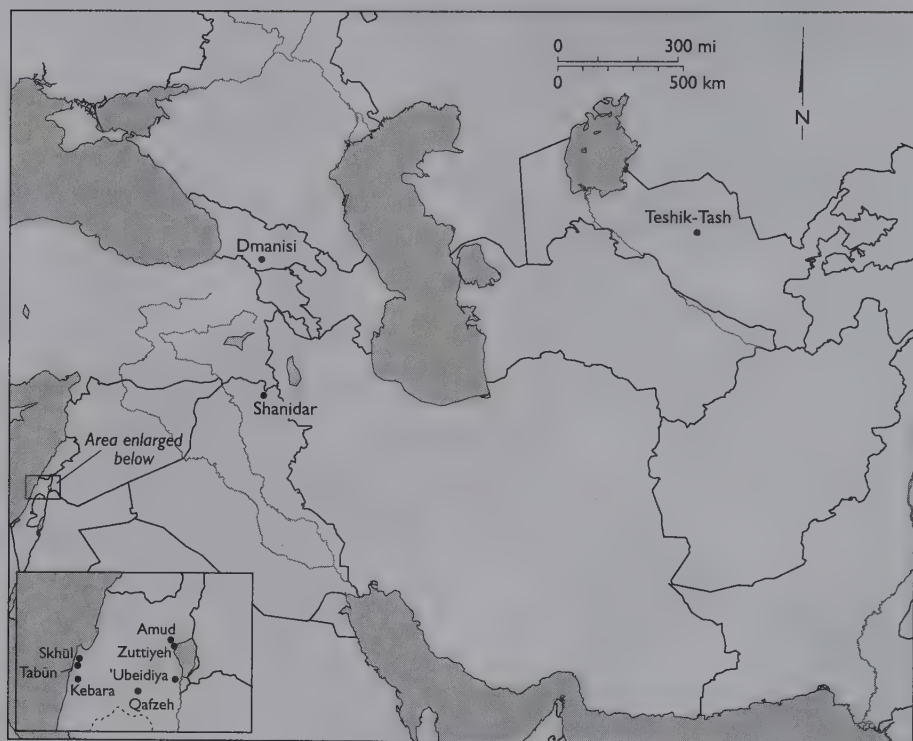 0 300 mi
0 500 km
N
Teshik-Tash
Dmanisi
Shanidar
Area enlarged
below
Amud
Skhūl
Zuttiyeh
Tabūn
'Ubeidiya
Kebara
Qafzeh